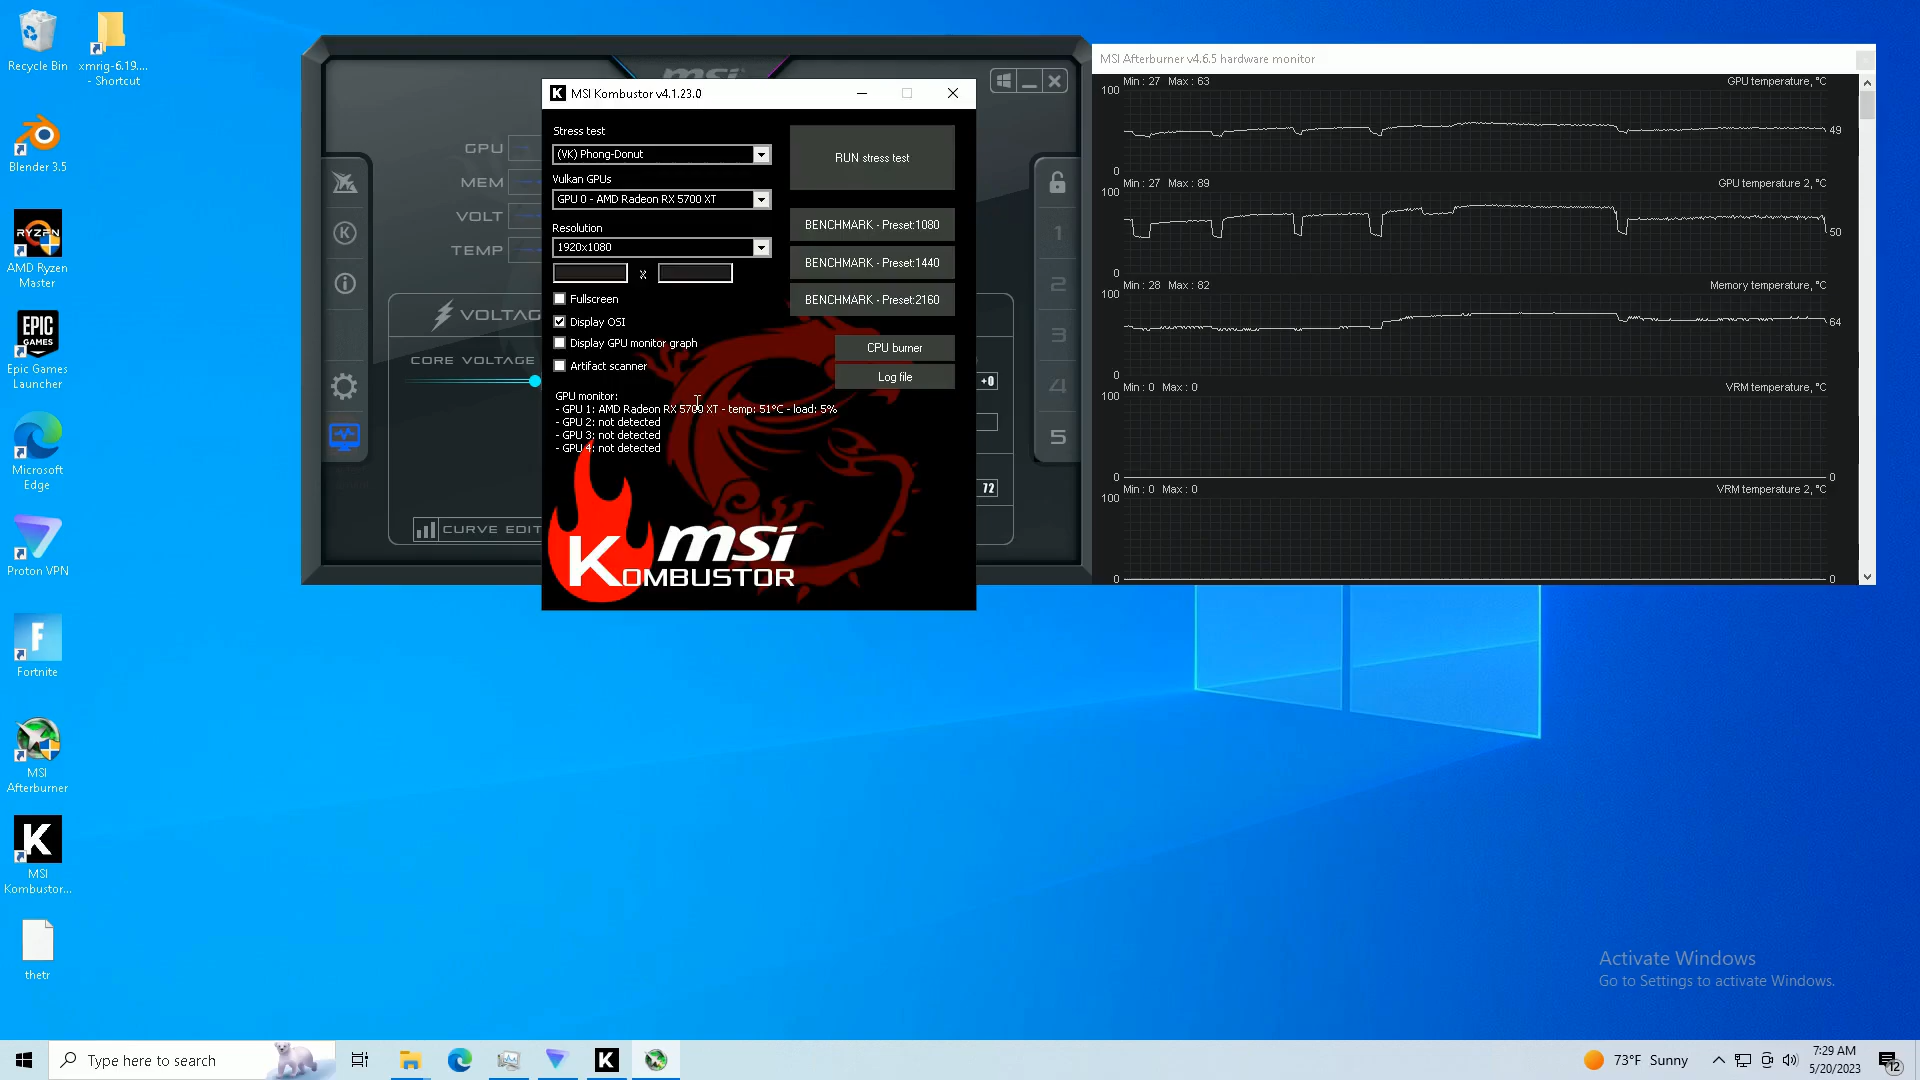 Recycle Bin
xmrig-6.19....
- Shortcut
Blender 3.5
RYZEN
AMD Ryzen
Master
EPIC
GAMES
Epic Games
Launcher
Microsoft
Edge
Proton VPN
F
Fortnite
MSI
Afterburner
K
MSI
Kombustor...
thetr
msi
GPU
MEM
VOLT
TEMP
K
VOLTAG
CORE VOLTAGE
CURVE EDIT
+0
72
1
2
3
4
5
K MSI Kombustor v4.1.23.0
Stress test
(VK) Phong-Donut
Vulkan GPUs
GPU 0 - AMD Radeon RX 5700 XT
Resolution
1920x1080
x
Fullscreen
Display OSI
Display GPU monitor graph
Artifact scanner
RUN stress test
BENCHMARK - Preset:1080
BENCHMARK - Preset:1440
BENCHMARK - Preset:2160
CPU burner
Log file
GPU monitor:
- GPU 1: AMD Radeon RX 5700 XT - temp: 51°C - load: 5%
- GPU 2: not detected
- GPU 3: not detected
- GPU 4: not detected
msi
KOMBUSTOR
MSI Afterburner v4.6.5 hardware monitor
Min : 27 Max : 63
GPU temperature, °C
100
49
0
Min : 27 Max : 89
GPU temperature 2, °C
100
50
0
Min : 28 Max : 82
Memory temperature, °C
100
64
0
Min : 0 Max : 0
VRM temperature, °C
100
0
0
Min : 0 Max : 0
VRM temperature 2, °C
100
0
0
Activate Windows
Go to Settings to activate Windows.
Type here to search
K
73°F Sunny
7:29 AM
5/20/2023
12